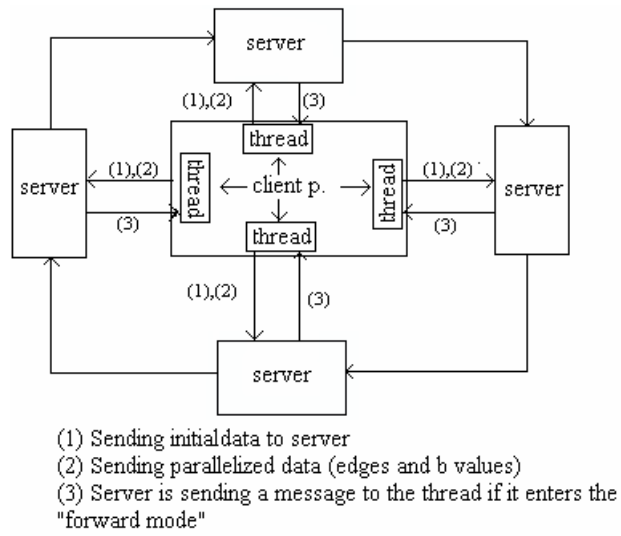 server
(1),(2)
(3)
thread
server
(1),(2)
(3)
thread
client p.
thread
(1),(2)
(3)
server
thread
(1),(2)
(3)
server
(1) Sending initialdata to server
(2) Sending parallelized data (edges and b values)
(3) Server is sending a message to the thread if it enters the
"forward mode"